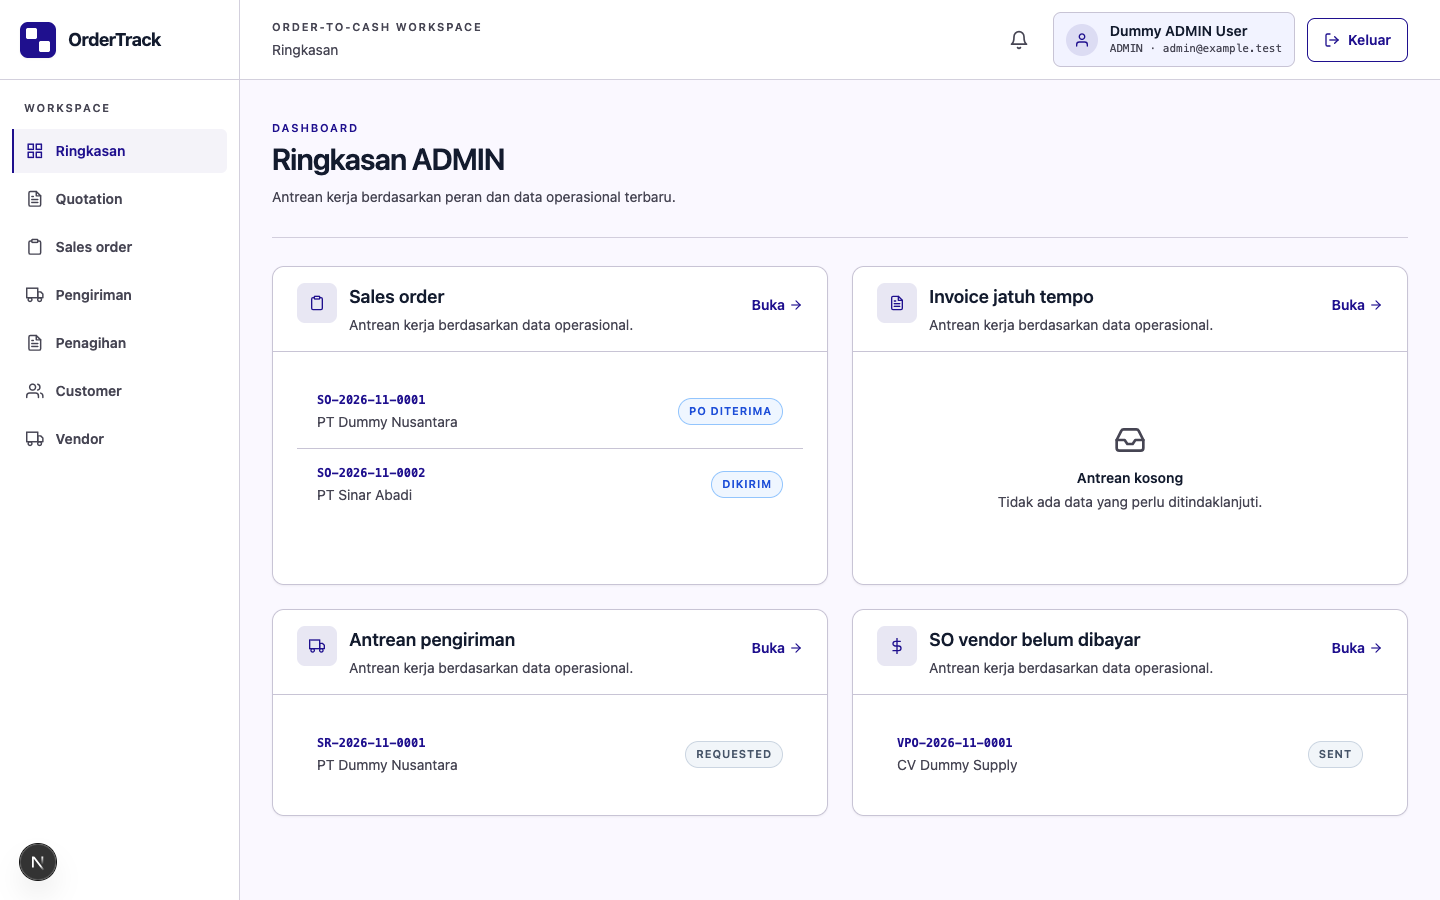 OrderTrack
ORDER-TO-CASH WORKSPACE
Ringkasan
Dummy ADMIN User
ADMIN · admin@example.test
Keluar
WORKSPACE
Ringkasan
Quotation
Sales order
Pengiriman
Penagihan
Customer
Vendor
DASHBOARD
Ringkasan ADMIN
Antrean kerja berdasarkan peran dan data operasional terbaru.
Sales order
Antrean kerja berdasarkan data operasional.
Buka →
SO-2026-11-0001
PT Dummy Nusantara
PO DITERIMA
SO-2026-11-0002
PT Sinar Abadi
DIKIRIM
Invoice jatuh tempo
Antrean kerja berdasarkan data operasional.
Buka →
Antrean kosong
Tidak ada data yang perlu ditindaklanjuti.
Antrean pengiriman
Antrean kerja berdasarkan data operasional.
Buka →
SR-2026-11-0001
PT Dummy Nusantara
REQUESTED
SO vendor belum dibayar
Antrean kerja berdasarkan data operasional.
Buka →
VPO-2026-11-0001
CV Dummy Supply
SENT
N